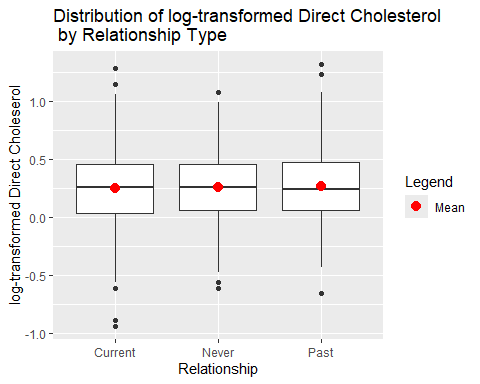 Distribution of log-transformed Direct Cholesterol
by Relationship Type
log-transformed Direct Choleserol
1.0
0.5
0.0
-0.5
-1.0
Current Never Past
Relationship
Legend
Mean